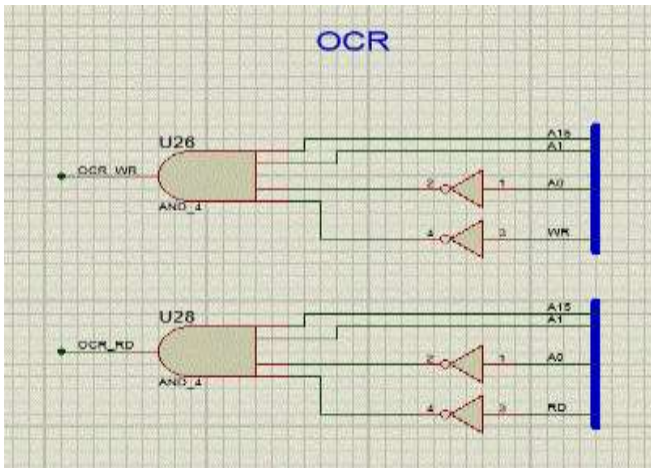 OCR
U26
A15
A1
OCR_WR
2
1
A0
AND_4
4
3
WR
U28
A15
A1
OCR_RD
2
1
A0
AND_4
4
3
RD